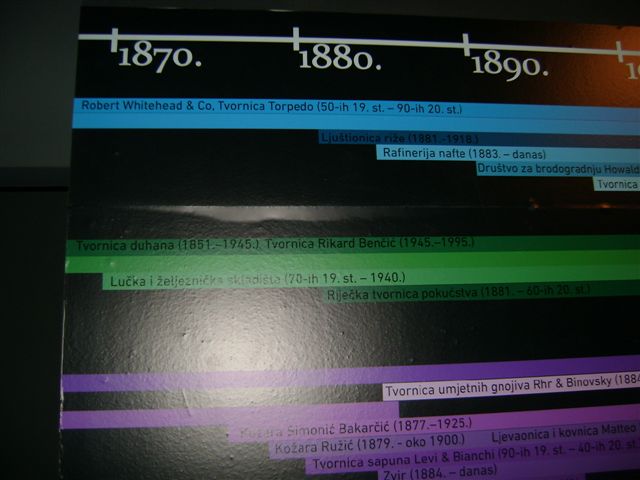 1870. 1880. 1890.
Robert Whitehead & Co, Tvornica Torpedo (50-ih 19. st. – 90-ih 20. st.)
Ljuštionica riže (1881.-1918.)
Rafinerija nafte (1883. – danas)
Društvo za brodogradnju Howald
Tvornica
Tvornica duhana (1851.-1945.), Tvornica Rikard Benčić (1945.-1995.)
Lučka i željeznička skladišta (70-ih 19. st. – 1940.)
Riječka tvornica pokućstva (1881. – 60-ih 20. st.)
Tvornica umjetnih gnojiva Rhr & Binovsky (1884
Kožara Simonić Bakarčić (1877.–1925.)
Kožara Ružić (1879. - oko 1900.) Ljevaonica i kovnica Matteo
Tvornica sapuna Levi & Bianchi (90-ih 19. st. – 40-ih 20. st.
Zvir (1884. – danas)